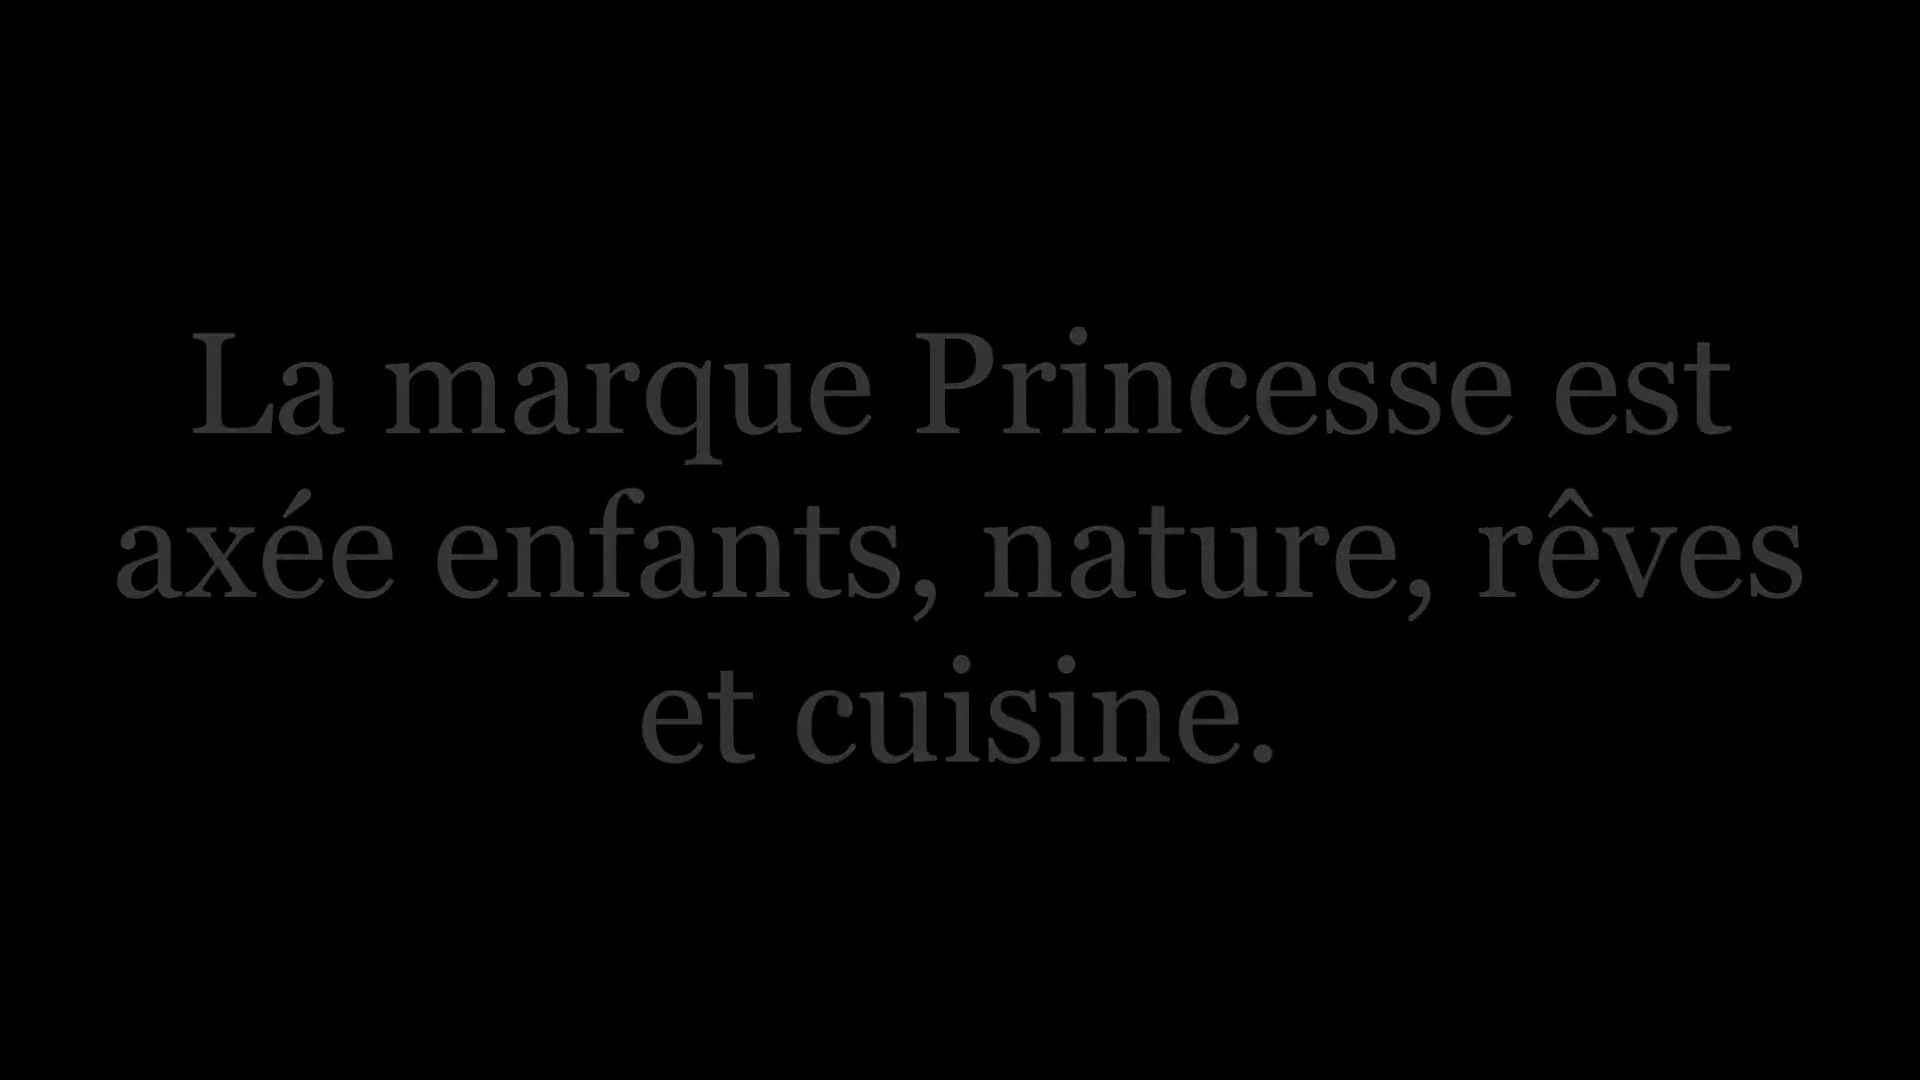 La marque Princesse est
axée enfants, nature, rêves
et cuisine.